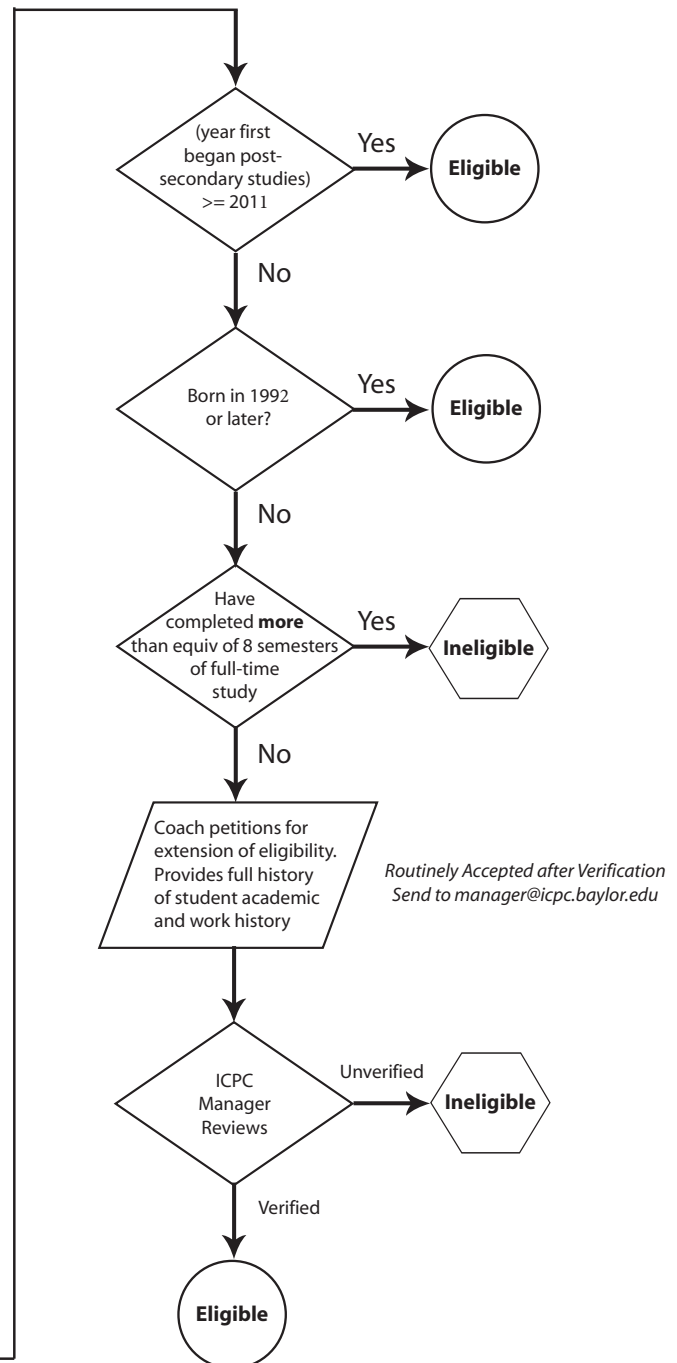 (year first
began post-
secondary studies)
>= 2011
Yes
Eligible
No
Born in 1992
or later?
Yes
Eligible
No
Have
completed more
than equiv of 8 semesters
of full-time
study
Yes
Ineligible
No
Coach petitions for
extension of eligibility.
Provides full history
of student academic
and work history
Routinely Accepted after Verification
Send to manager@icpc.baylor.edu
ICPC
Manager
Reviews
Unverified
Ineligible
Verified
Eligible